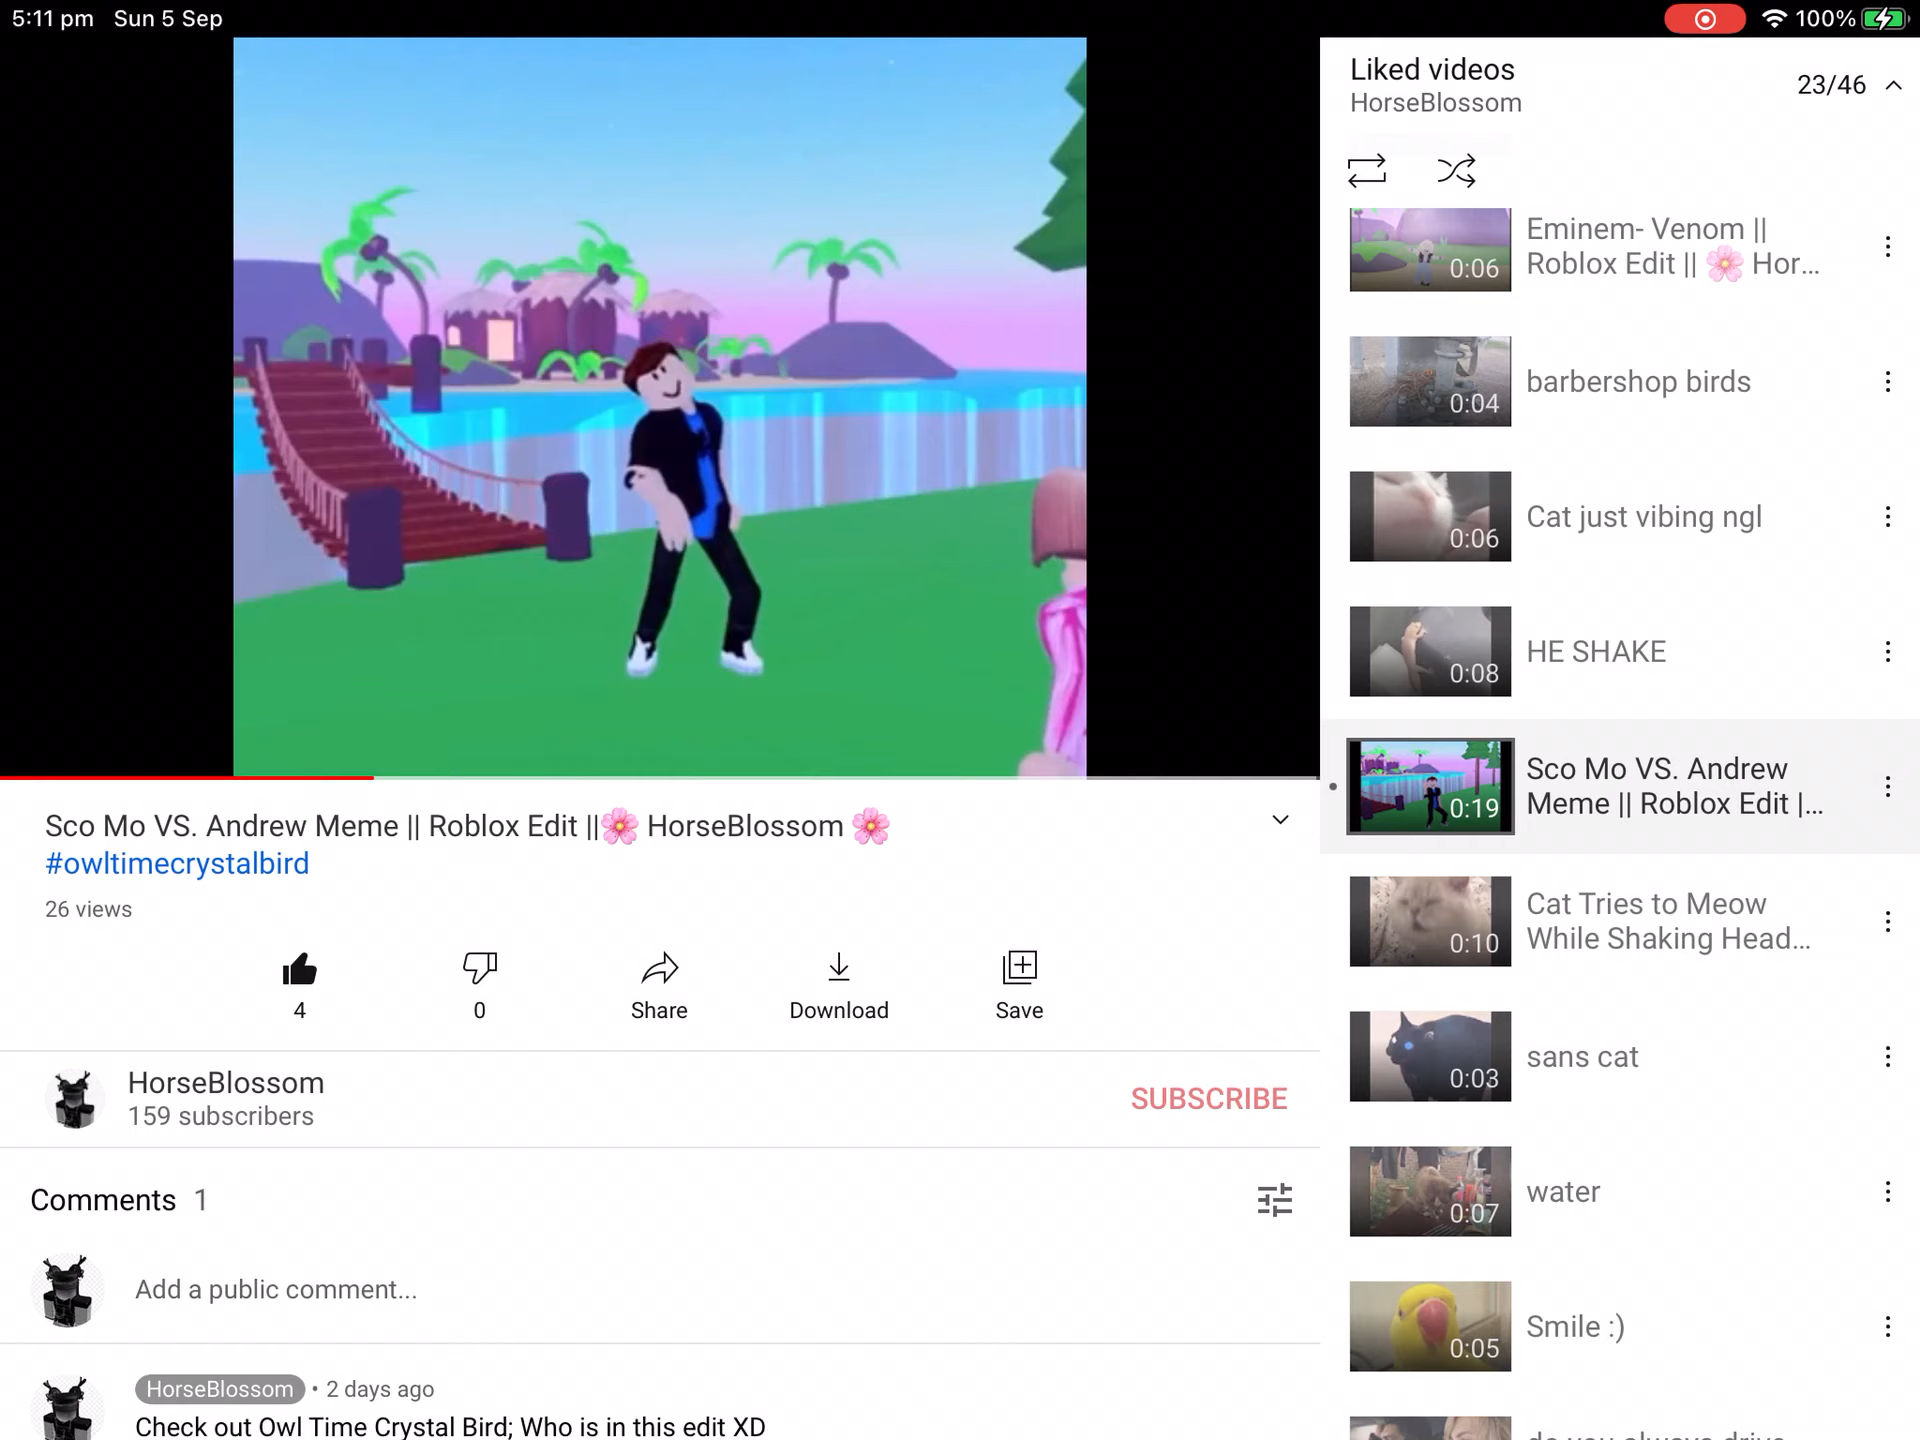 5:11 pm Sun 5 Sep
100%
Sco Mo VS. Andrew Meme || Roblox Edit ||🌸 HorseBlossom 🌸
#owltimecrystalbird
26 views
4
0
Share
Download
Save
HorseBlossom
159 subscribers
SUBSCRIBE
Comments 1
Add a public comment...
HorseBlossom • 2 days ago
Check out Owl Time Crystal Bird; Who is in this edit XD
Liked videos
HorseBlossom
23/46
0:06
Eminem- Venom ||
Roblox Edit || 🌸 Hor...
0:04
barbershop birds
0:06
Cat just vibing ngl
0:08
HE SHAKE
0:19
Sco Mo VS. Andrew
Meme || Roblox Edit |...
0:10
Cat Tries to Meow
While Shaking Head...
0:03
sans cat
0:07
water
0:05
Smile :)
do you always drive